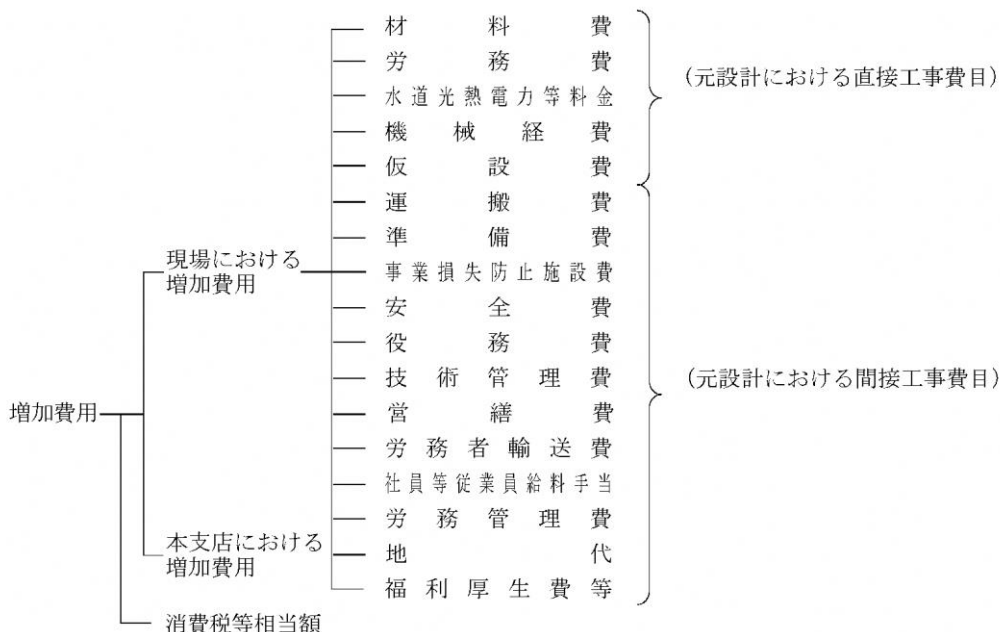 増加費用
現場における
増加費用
本支店における
増加費用
消費税等相当額
材料費
労務費
水道光熱電力等料金
機械経費
仮設費
運搬費
準備費
事業損失防止施設費
安全費
役務費
技術管理費
営繕費
労務者輸送費
社員等従業員給料手当
労務管理費
地代
福利厚生費等
(元設計における直接工事費目)
(元設計における間接工事費目)